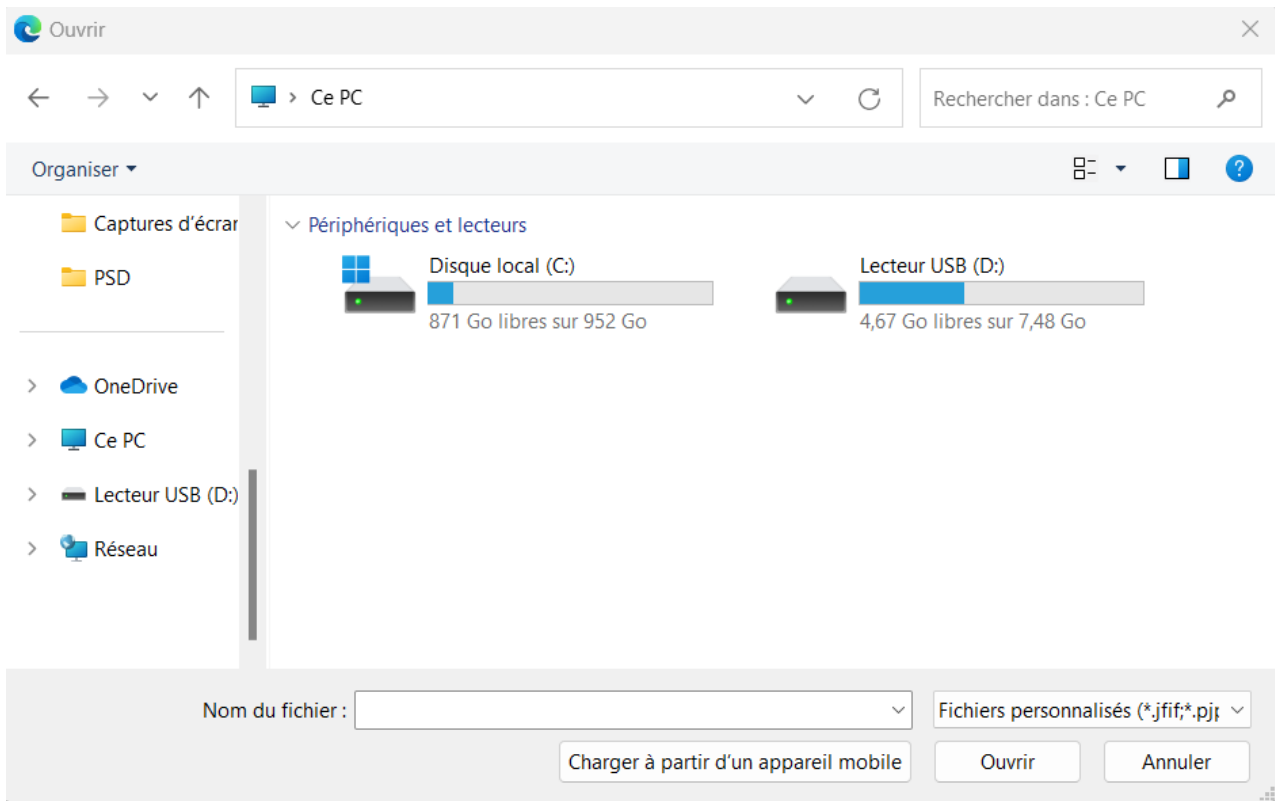 Ouvrir
Ce PC
Rechercher dans : Ce PC
Organiser
Captures d'écrar
PSD
OneDrive
Ce PC
Lecteur USB (D:)
Réseau
Périphériques et lecteurs
Disque local (C:)
871 Go libres sur 952 Go
Lecteur USB (D:)
4,67 Go libres sur 7,48 Go
Nom du fichier :
Fichiers personnalisés (*.jfif;*.pjp
Charger à partir d'un appareil mobile
Ouvrir
Annuler